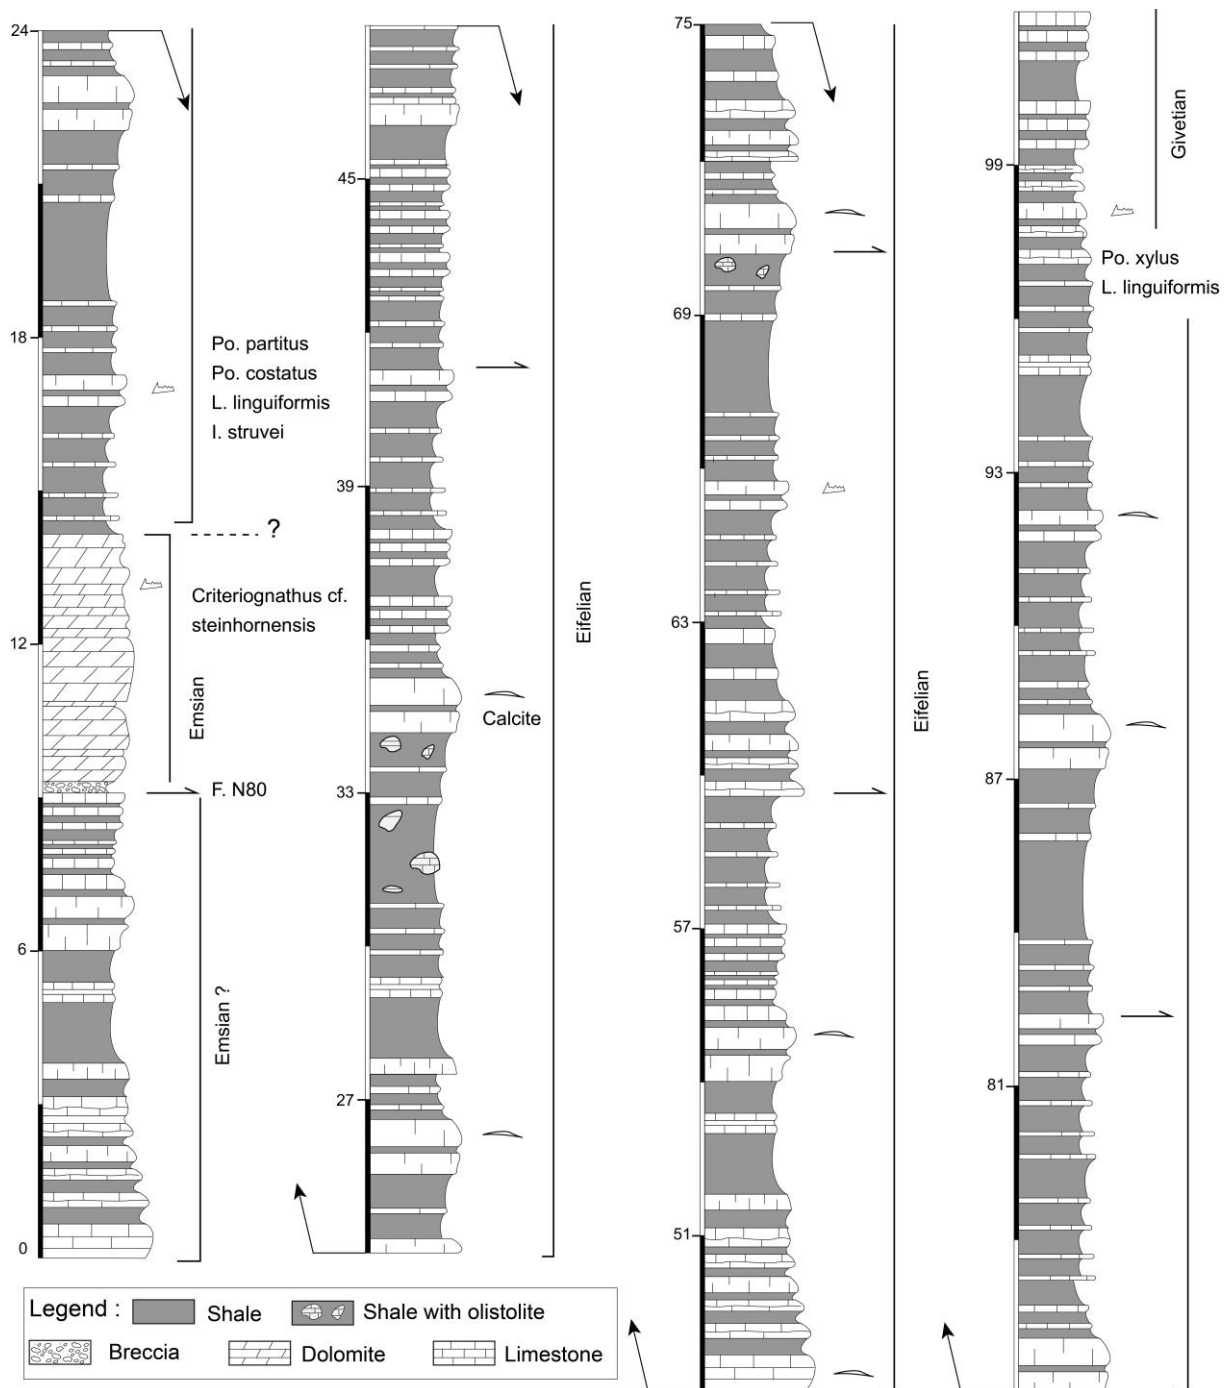 24
18
12
6
0
Po. partitus
Po. costatus
L. linguiformis
I. struvei
?
Criteriognathus cf.
steinhornensis
Emsian
F. N80
Emsian ?
45
39
33
27
Calcite
Eifelian
75
69
63
57
51
Eifelian
99
93
87
81
Givetian
Po. xylus
L. linguiformis
Legend :
Shale
Shale with olistolite
Breccia
Dolomite
Limestone